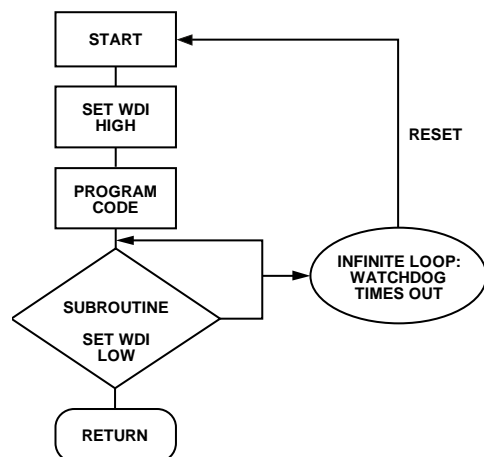 START
SET WDI
HIGH
RESET
PROGRAM
CODE
INFINITE LOOP:
WATCHDOG
TIMES OUT
SUBROUTINE
SET WDI
LOW
RETURN